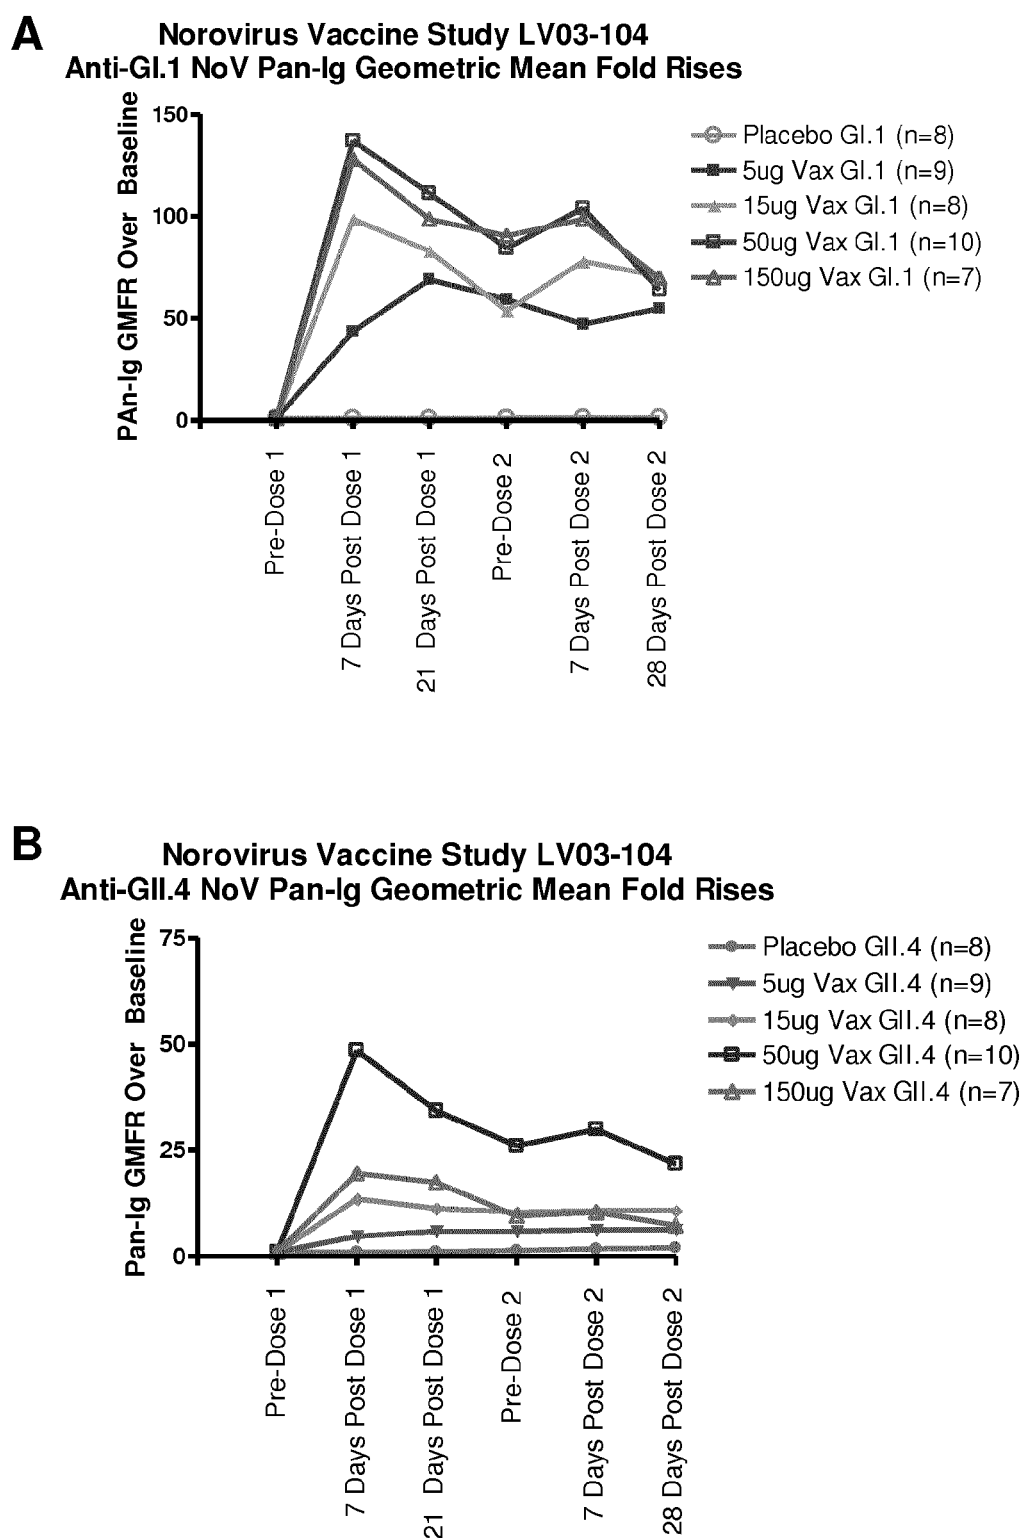 A
Norovirus Vaccine Study LV03-104
Anti-GI.1 NoV Pan-Ig Geometric Mean Fold Rises
PAn-Ig GMFR Over Baseline
150
100
50
0
Placebo GI.1 (n=8)
5ug Vax GI.1 (n=9)
15ug Vax GI.1 (n=8)
50ug Vax GI.1 (n=10)
150ug Vax GI.1 (n=7)
Pre-Dose 1
7 Days Post Dose 1
21 Days Post Dose 1
Pre-Dose 2
7 Days Post Dose 2
28 Days Post Dose 2
B
Norovirus Vaccine Study LV03-104
Anti-GII.4 NoV Pan-Ig Geometric Mean Fold Rises
Pan-Ig GMFR Over Baseline
75
50
25
0
Placebo GII.4 (n=8)
5ug Vax GII.4 (n=9)
15ug Vax GII.4 (n=8)
50ug Vax GII.4 (n=10)
150ug Vax GII.4 (n=7)
Pre-Dose 1
7 Days Post Dose 1
21 Days Post Dose 1
Pre-Dose 2
7 Days Post Dose 2
28 Days Post Dose 2